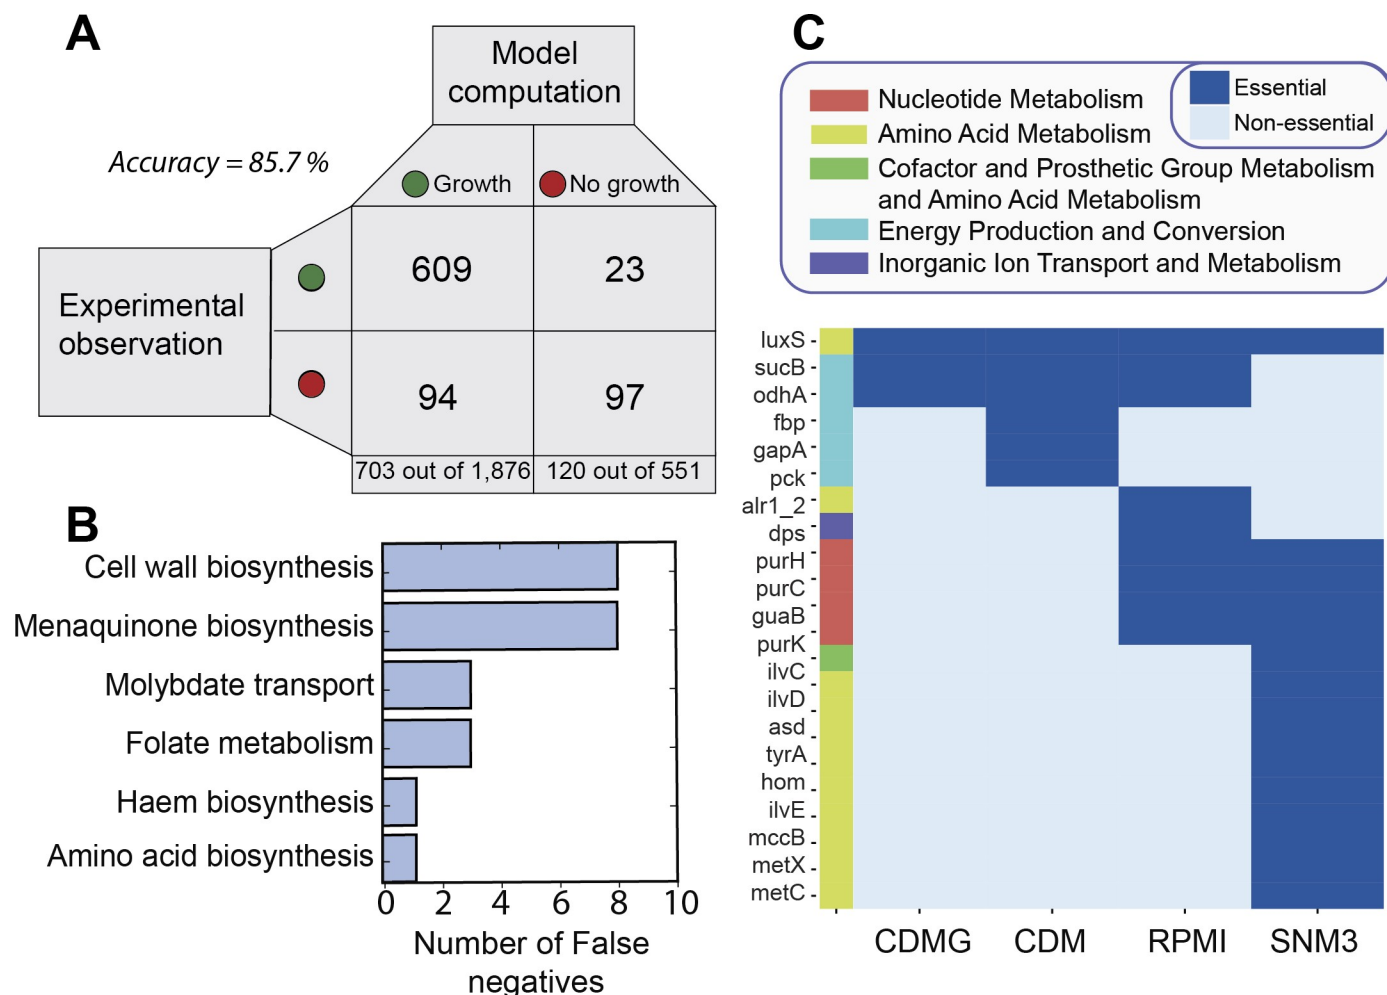 A
Model
computation
Accuracy = 85.7 %
Growth
No growth
Experimental
observation
609
23
94
97
703 out of 1,876
120 out of 551
B
Cell wall biosynthesis
Menaquinone biosynthesis
Molybdate transport
Folate metabolism
Haem biosynthesis
Amino acid biosynthesis
0 2 4 6 8 10
Number of False
negatives
C
Nucleotide Metabolism
Amino Acid Metabolism
Cofactor and Prosthetic Group Metabolism
and Amino Acid Metabolism
Energy Production and Conversion
Inorganic Ion Transport and Metabolism
Essential
Non-essential
luxS
sucB
odhA
fbp
gapA
pck
alr1_2
dps
purH
purC
guaB
purK
ilvC
ilvD
asd
tyrA
hom
ilvE
mccB
metX
metC
CDMG CDM RPMI SNM3